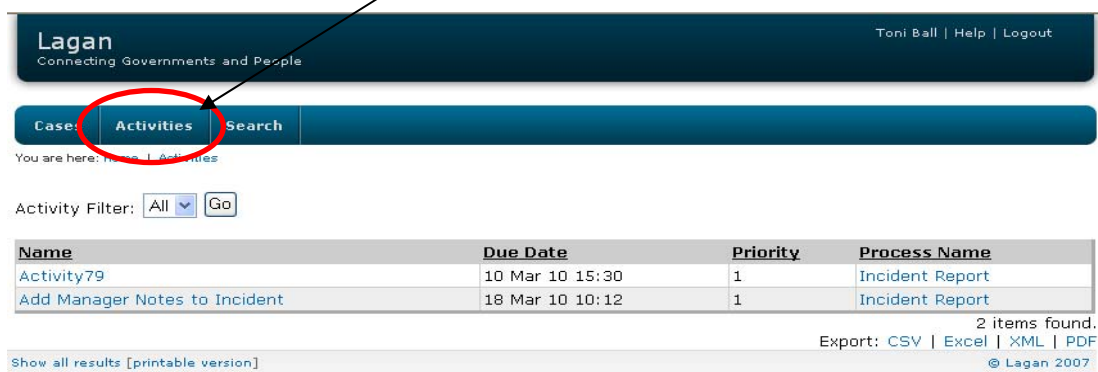 Lagan
Toni Ball | Help | Logout
Connecting Governments and People
Cases Activities Search
You are here: Home | Activities
Activity Filter: All Go
Name Due Date Priority Process Name
Activity79 10 Mar 10 15:30 1 Incident Report
Add Manager Notes to Incident 18 Mar 10 10:12 1 Incident Report
2 items found.
Export: CSV | Excel | XML | PDF
Show all results [printable version] © Lagan 2007